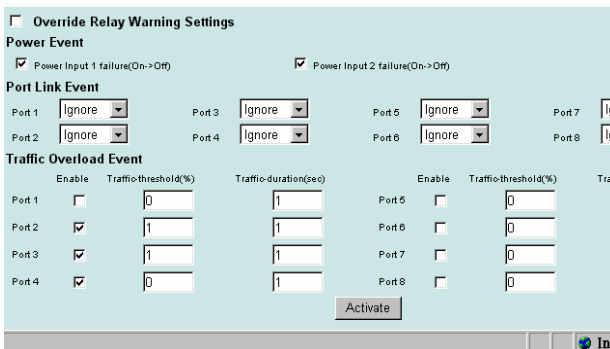 Override Relay Warning Settings
Power Event
Power Input 1 failure(On->Off) Power Input 2 failure(On->Off)
Port Link Event
Port 1 Ignore Port 3 Ignore Port 5 Ignore Port 7
Port 2 Ignore Port 4 Ignore Port 6 Ignore Port 8
Traffic Overload Event
Enable Traffic-threshold(%) Traffic-duration(sec) Enable Traffic-threshold(%)
Port 1 0 1 Port 5 0
Port 2 1 1 Port 6 0
Port 3 1 1 Port 7 0
Port 4 0 1 Port 8 0
Activate